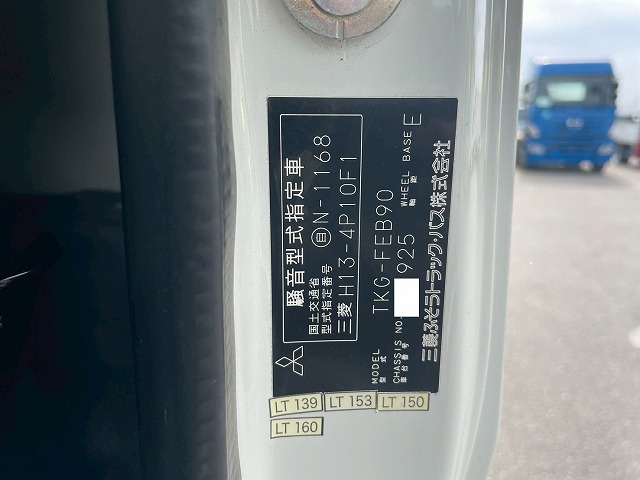 騒音型式指定車
国土交通省
型式指定番号
自N-1168
三菱 H13-4P10F1
MODEL
型式
TKG-FEB90
CHASSIS NO.
車台番号
925
WHEEL BASE
軸距
E
三菱ふそうトラック・バス株式会社
LT 139
LT 153
LT 150
LT 160